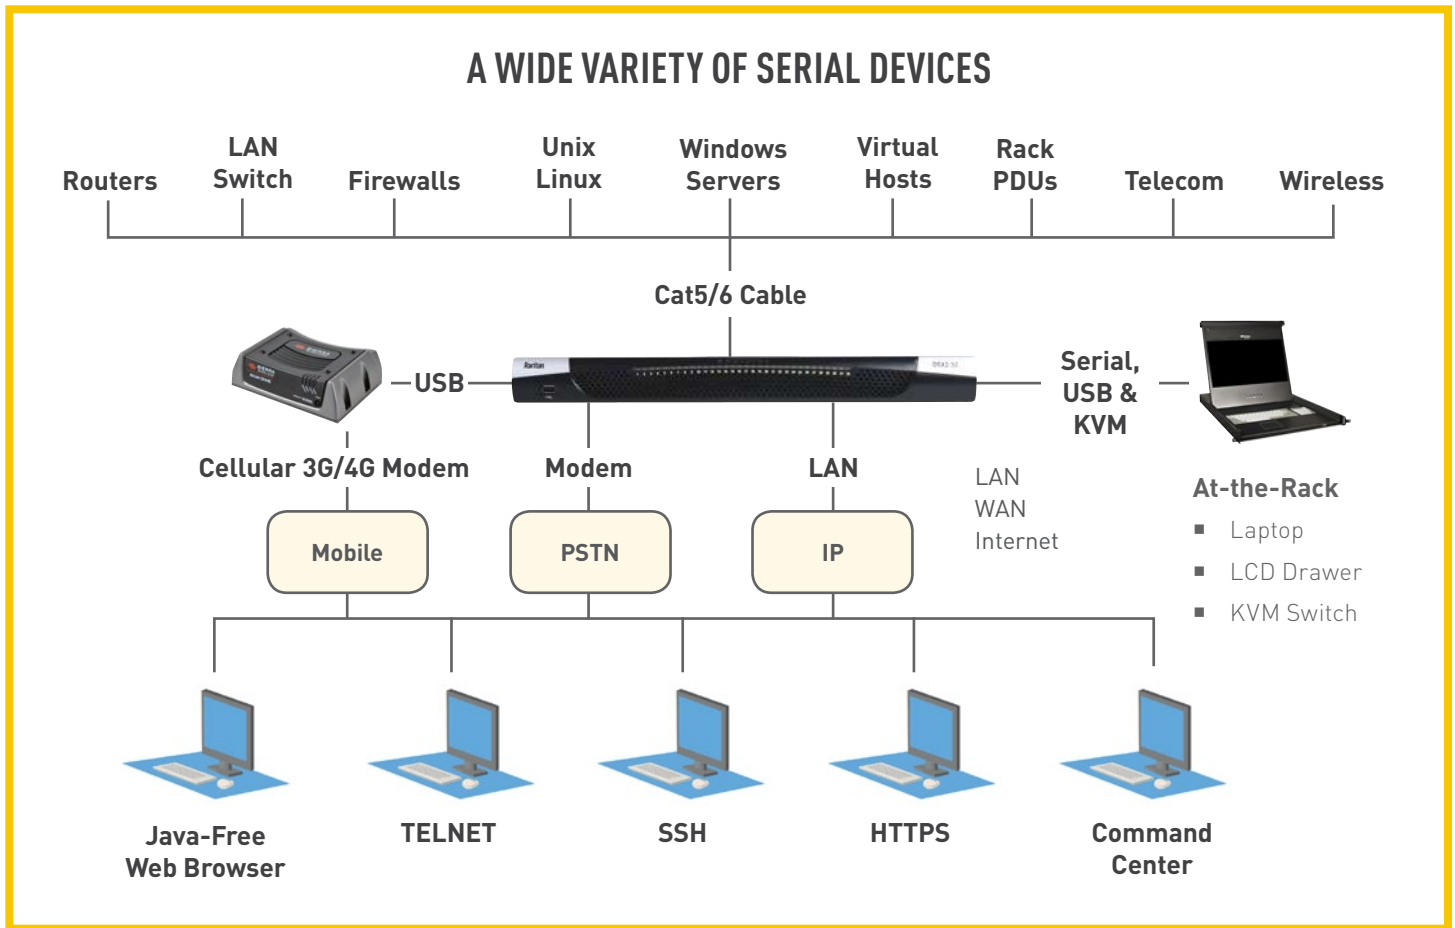 A WIDE VARIETY OF SERIAL DEVICES
Routers
LAN
Switch
Firewalls
Unix
Linux
Windows
Servers
Virtual
Hosts
Rack
PDUs
Telecom
Wireless
Cat5/6 Cable
Raritan
USB
Serial,
USB &
KVM
Cellular 3G/4G Modem
Modem
LAN
LAN
WAN
Internet
At-the-Rack
■ Laptop
■ LCD Drawer
■ KVM Switch
Mobile
PSTN
IP
Java-Free
Web Browser
TELNET
SSH
HTTPS
Command
Center